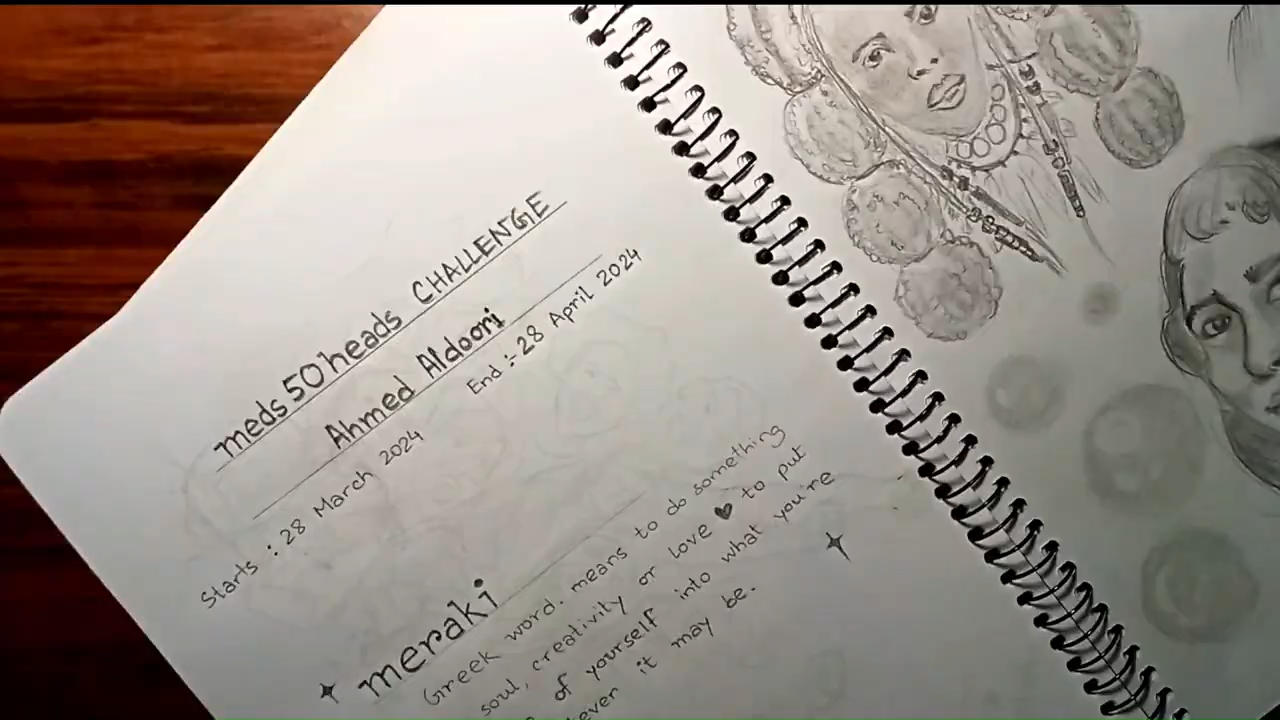 meds 50 heads CHALLENGE
Ahmed Aldoori
Starts : 28 March 2024
End :- 28 April 2024
meraki
Greek word. means to do something
soul, creativity or love ♥ to put
of yourself into what you're
it may be.